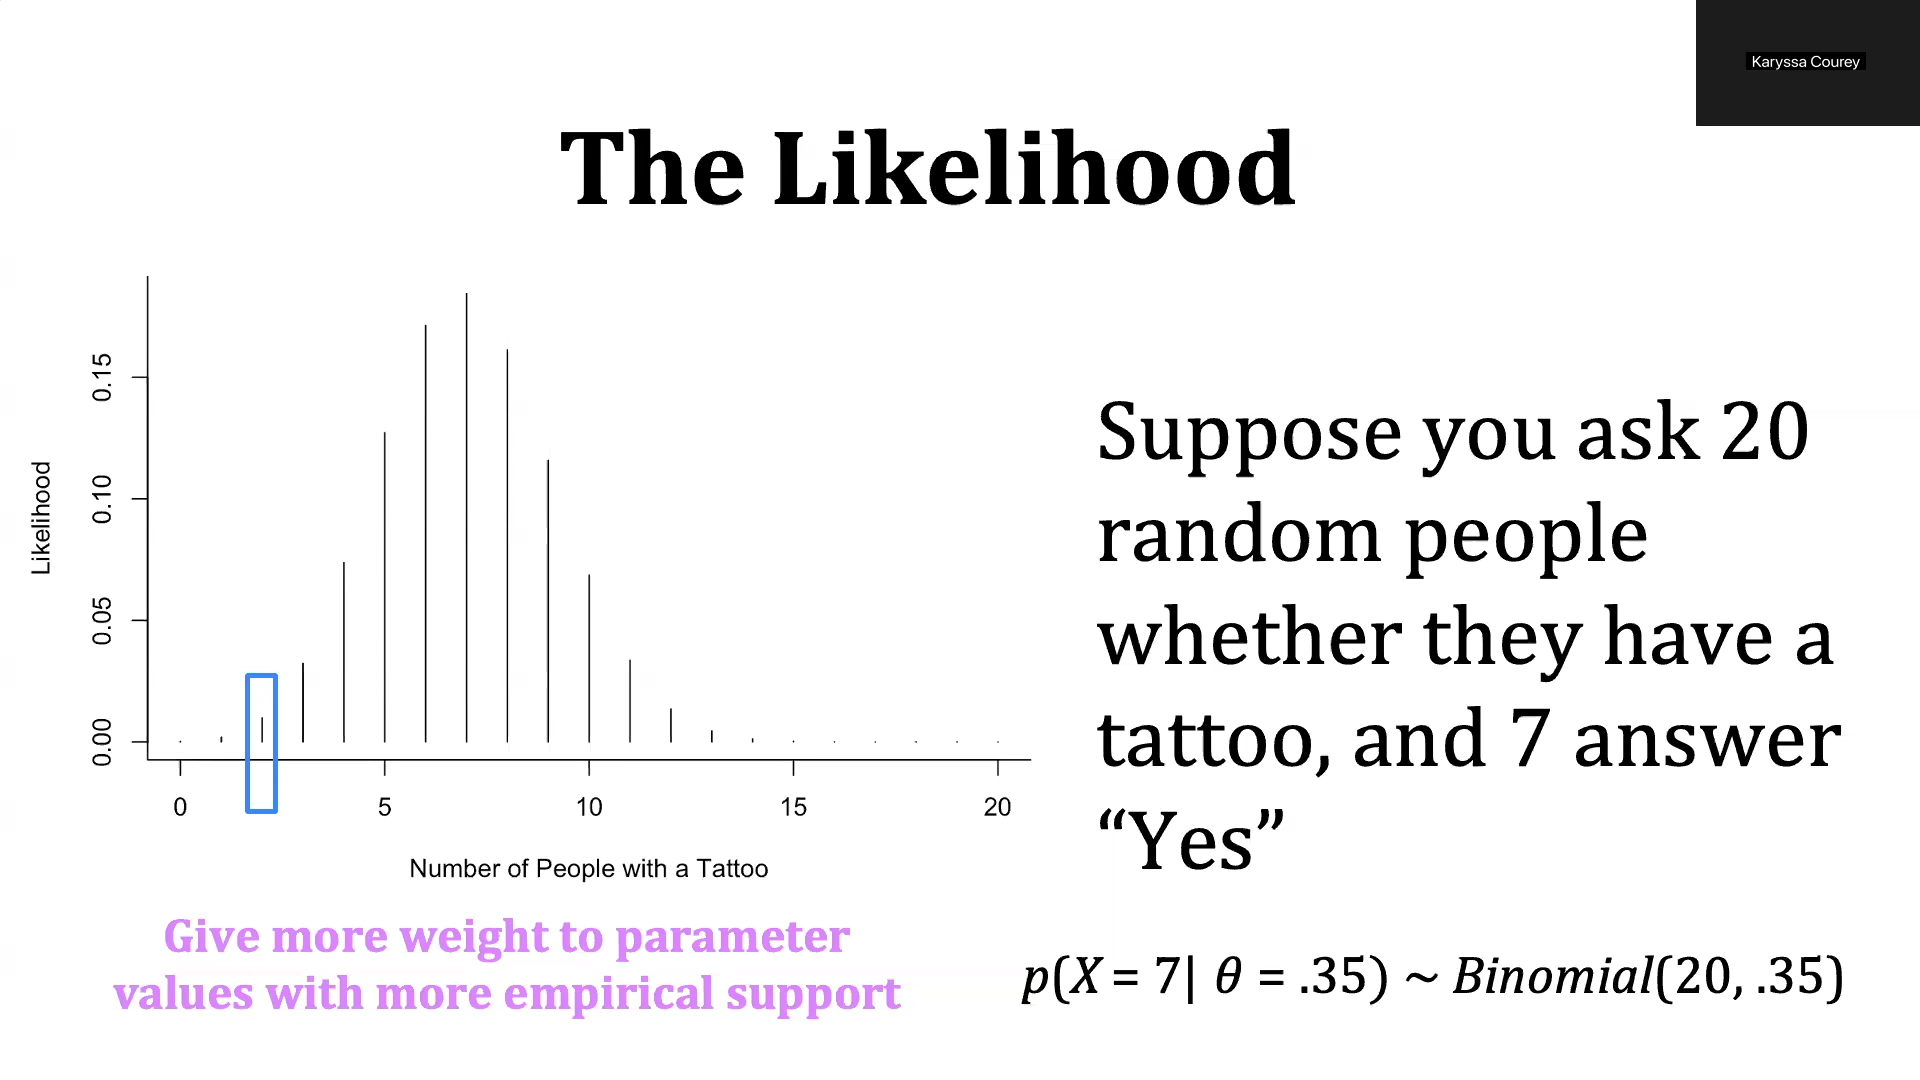 Karyssa Courey
The Likelihood
Likelihood
0.15
0.10
0.05
0.00
0 5 10 15 20
Number of People with a Tattoo
Give more weight to parameter
values with more empirical support
Suppose you ask 20
random people
whether they have a
tattoo, and 7 answer
“Yes”
p(X = 7| θ = .35) ~ Binomial(20, .35)